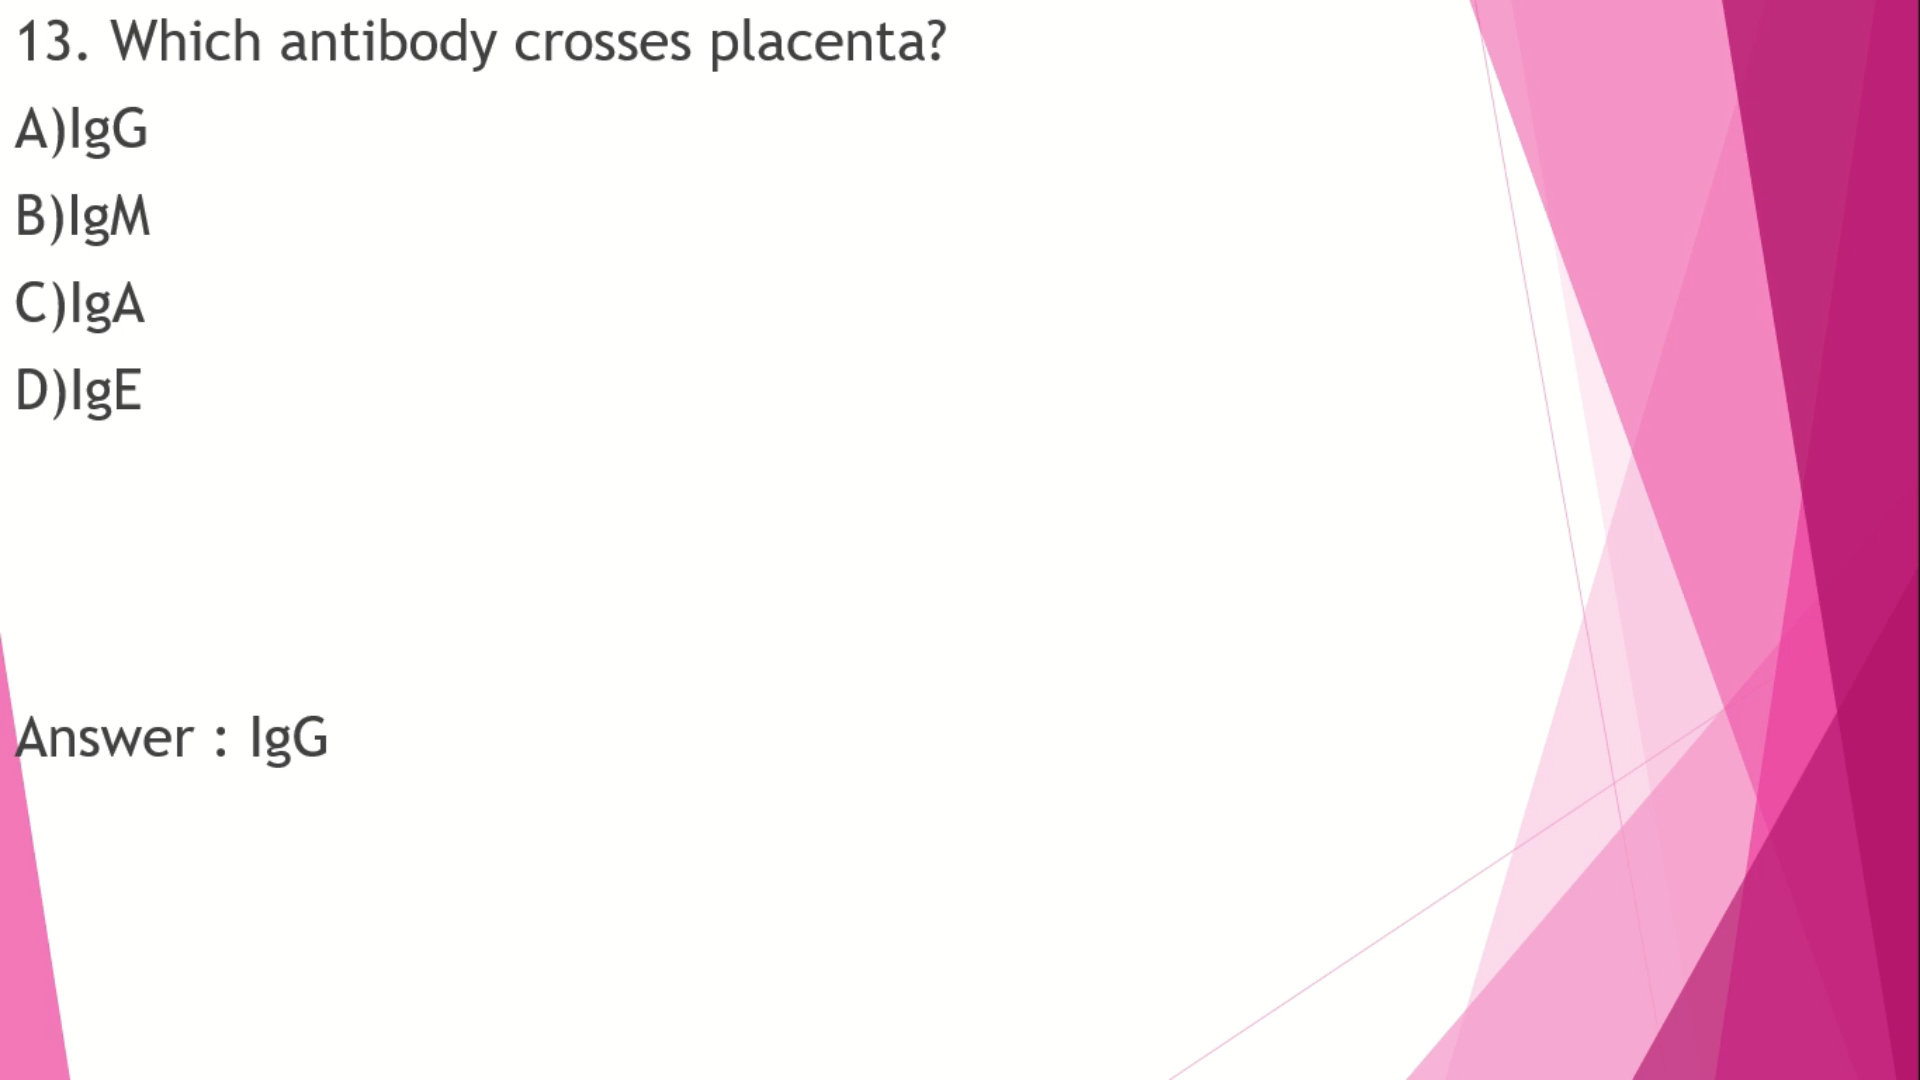 13. Which antibody crosses placenta?
A)IgG
B)IgM
C)IgA
D)IgE
Answer : IgG